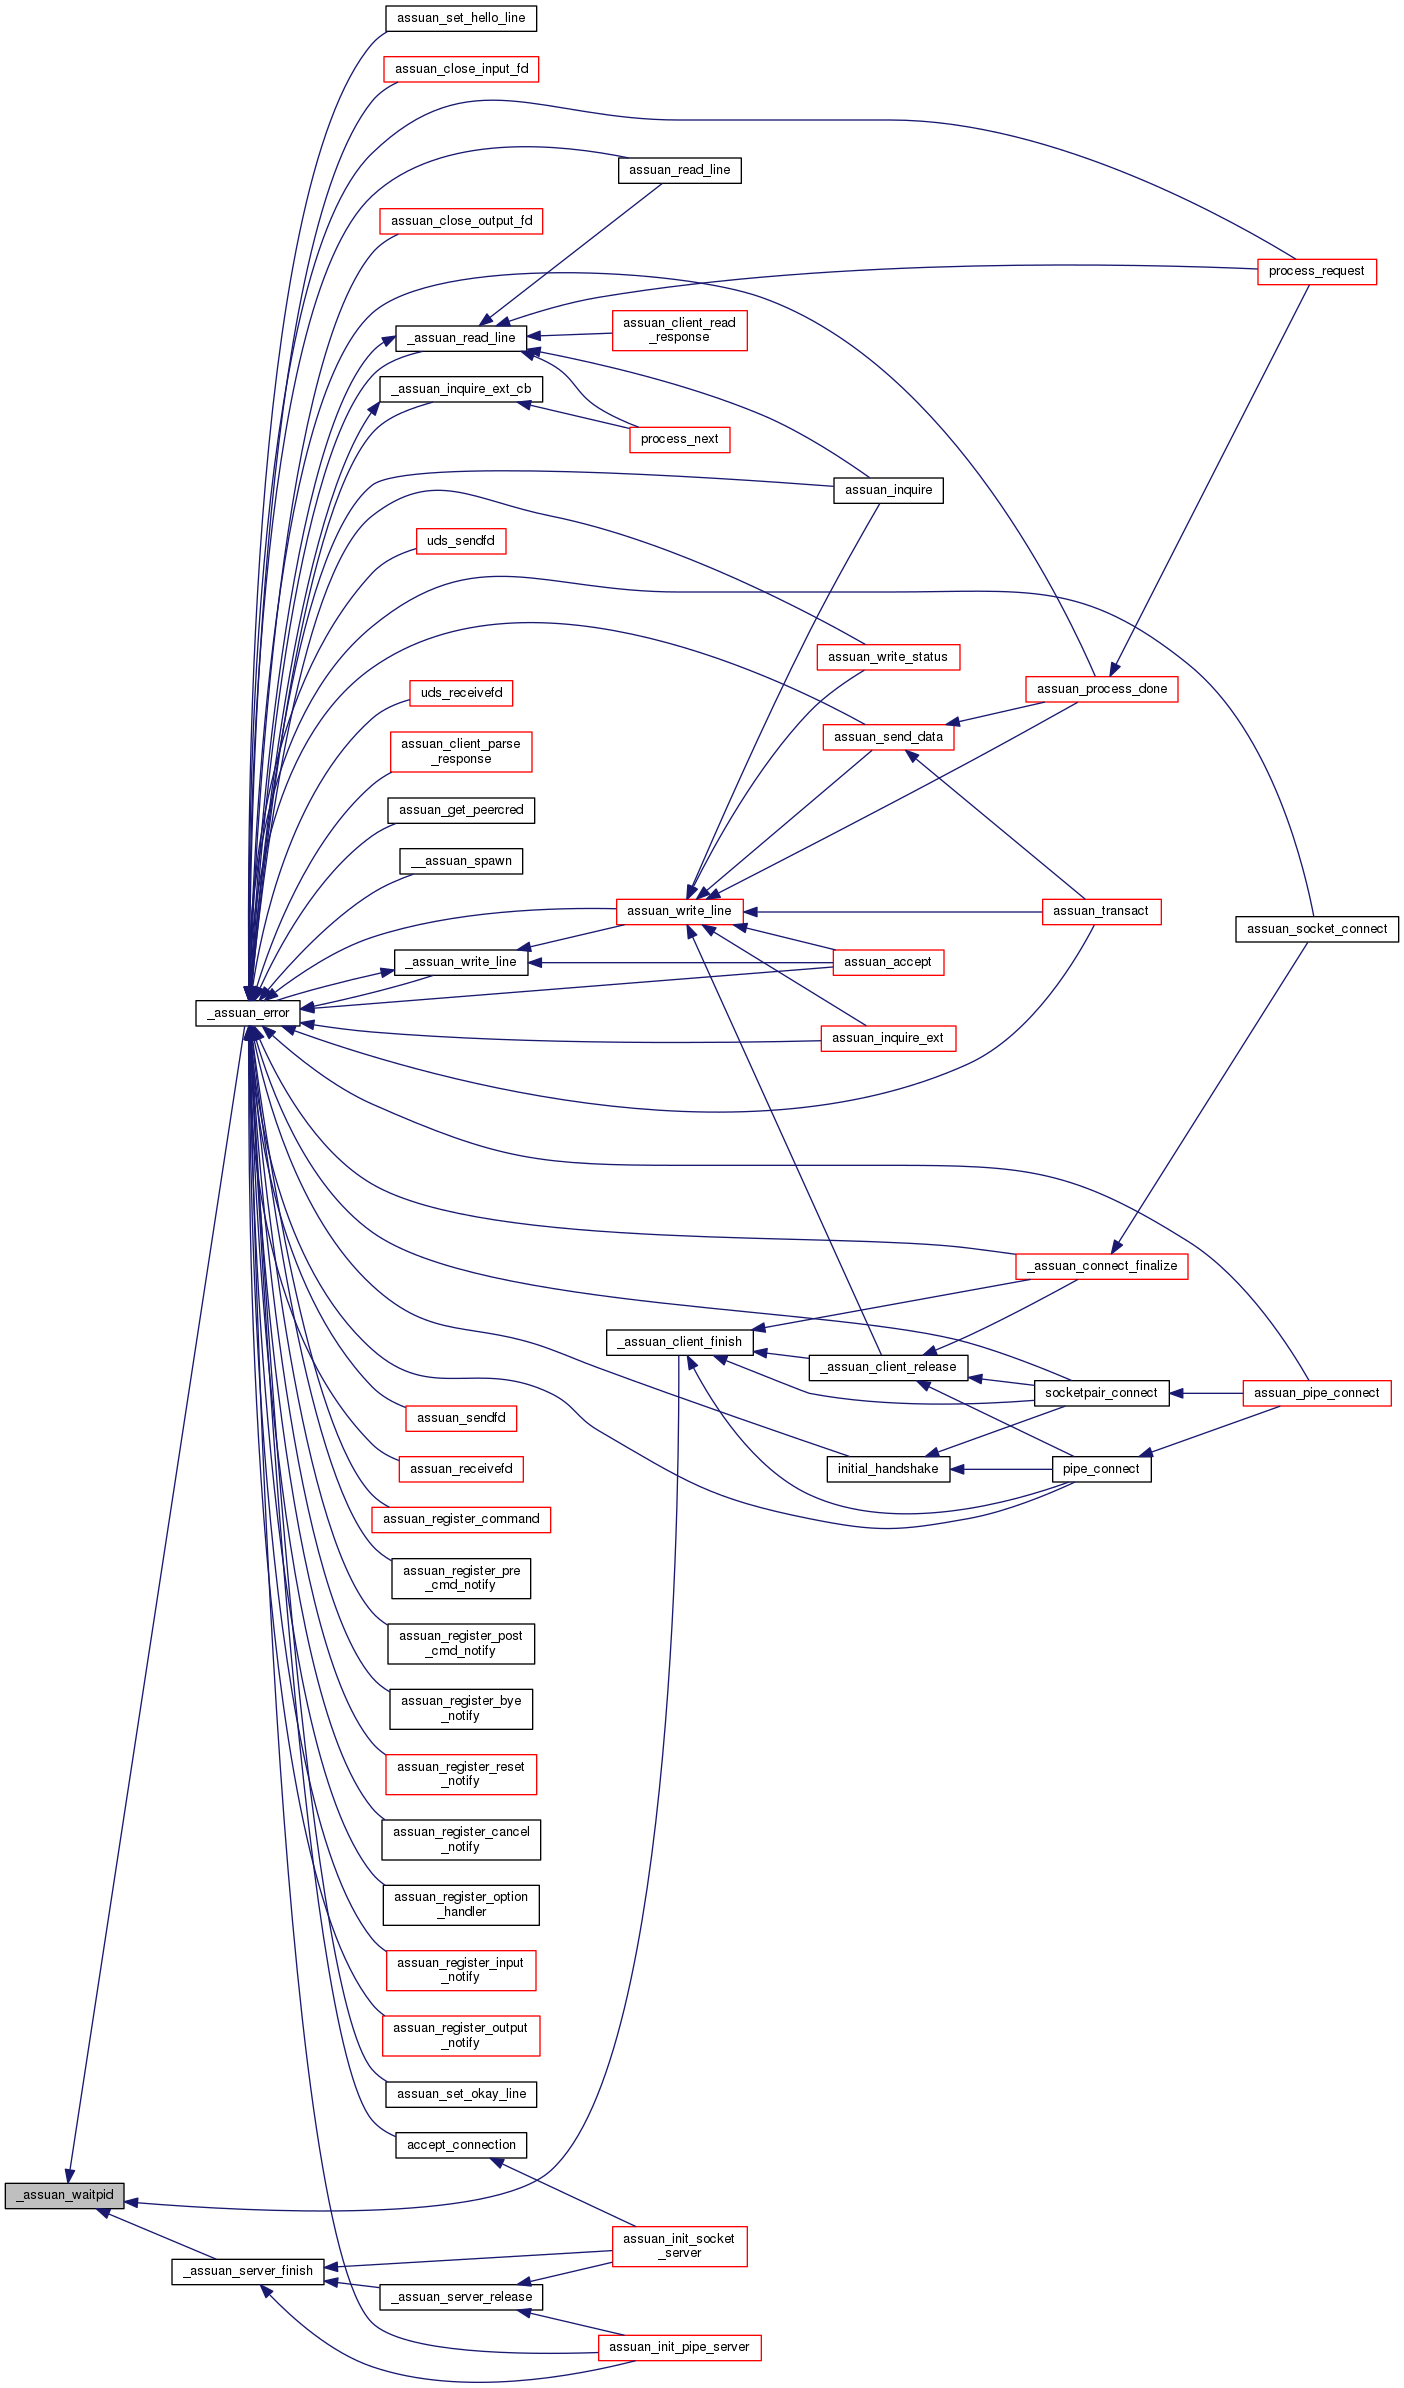 assuan_set_hello_line
assuan_close_input_fd
assuan_read_line
assuan_close_output_fd
process_request
assuan_client_read
_response
_assuan_read_line
_assuan_inquire_ext_cb
process_next
assuan_inquire
uds_sendfd
assuan_write_status
assuan_process_done
uds_receivefd
assuan_send_data
assuan_client_parse
_response
assuan_get_peercred
__assuan_spawn
assuan_write_line
assuan_transact
assuan_socket_connect
_assuan_write_line
assuan_accept
_assuan_error
assuan_inquire_ext
_assuan_connect_finalize
_assuan_client_finish
_assuan_client_release
socketpair_connect
assuan_pipe_connect
assuan_sendfd
assuan_receivefd
initial_handshake
pipe_connect
assuan_register_command
assuan_register_pre
_cmd_notify
assuan_register_post
_cmd_notify
assuan_register_bye
_notify
assuan_register_reset
_notify
assuan_register_cancel
_notify
assuan_register_option
_handler
assuan_register_input
_notify
assuan_register_output
_notify
assuan_set_okay_line
accept_connection
_assuan_waitpid
assuan_init_socket
_server
_assuan_server_finish
_assuan_server_release
assuan_init_pipe_server